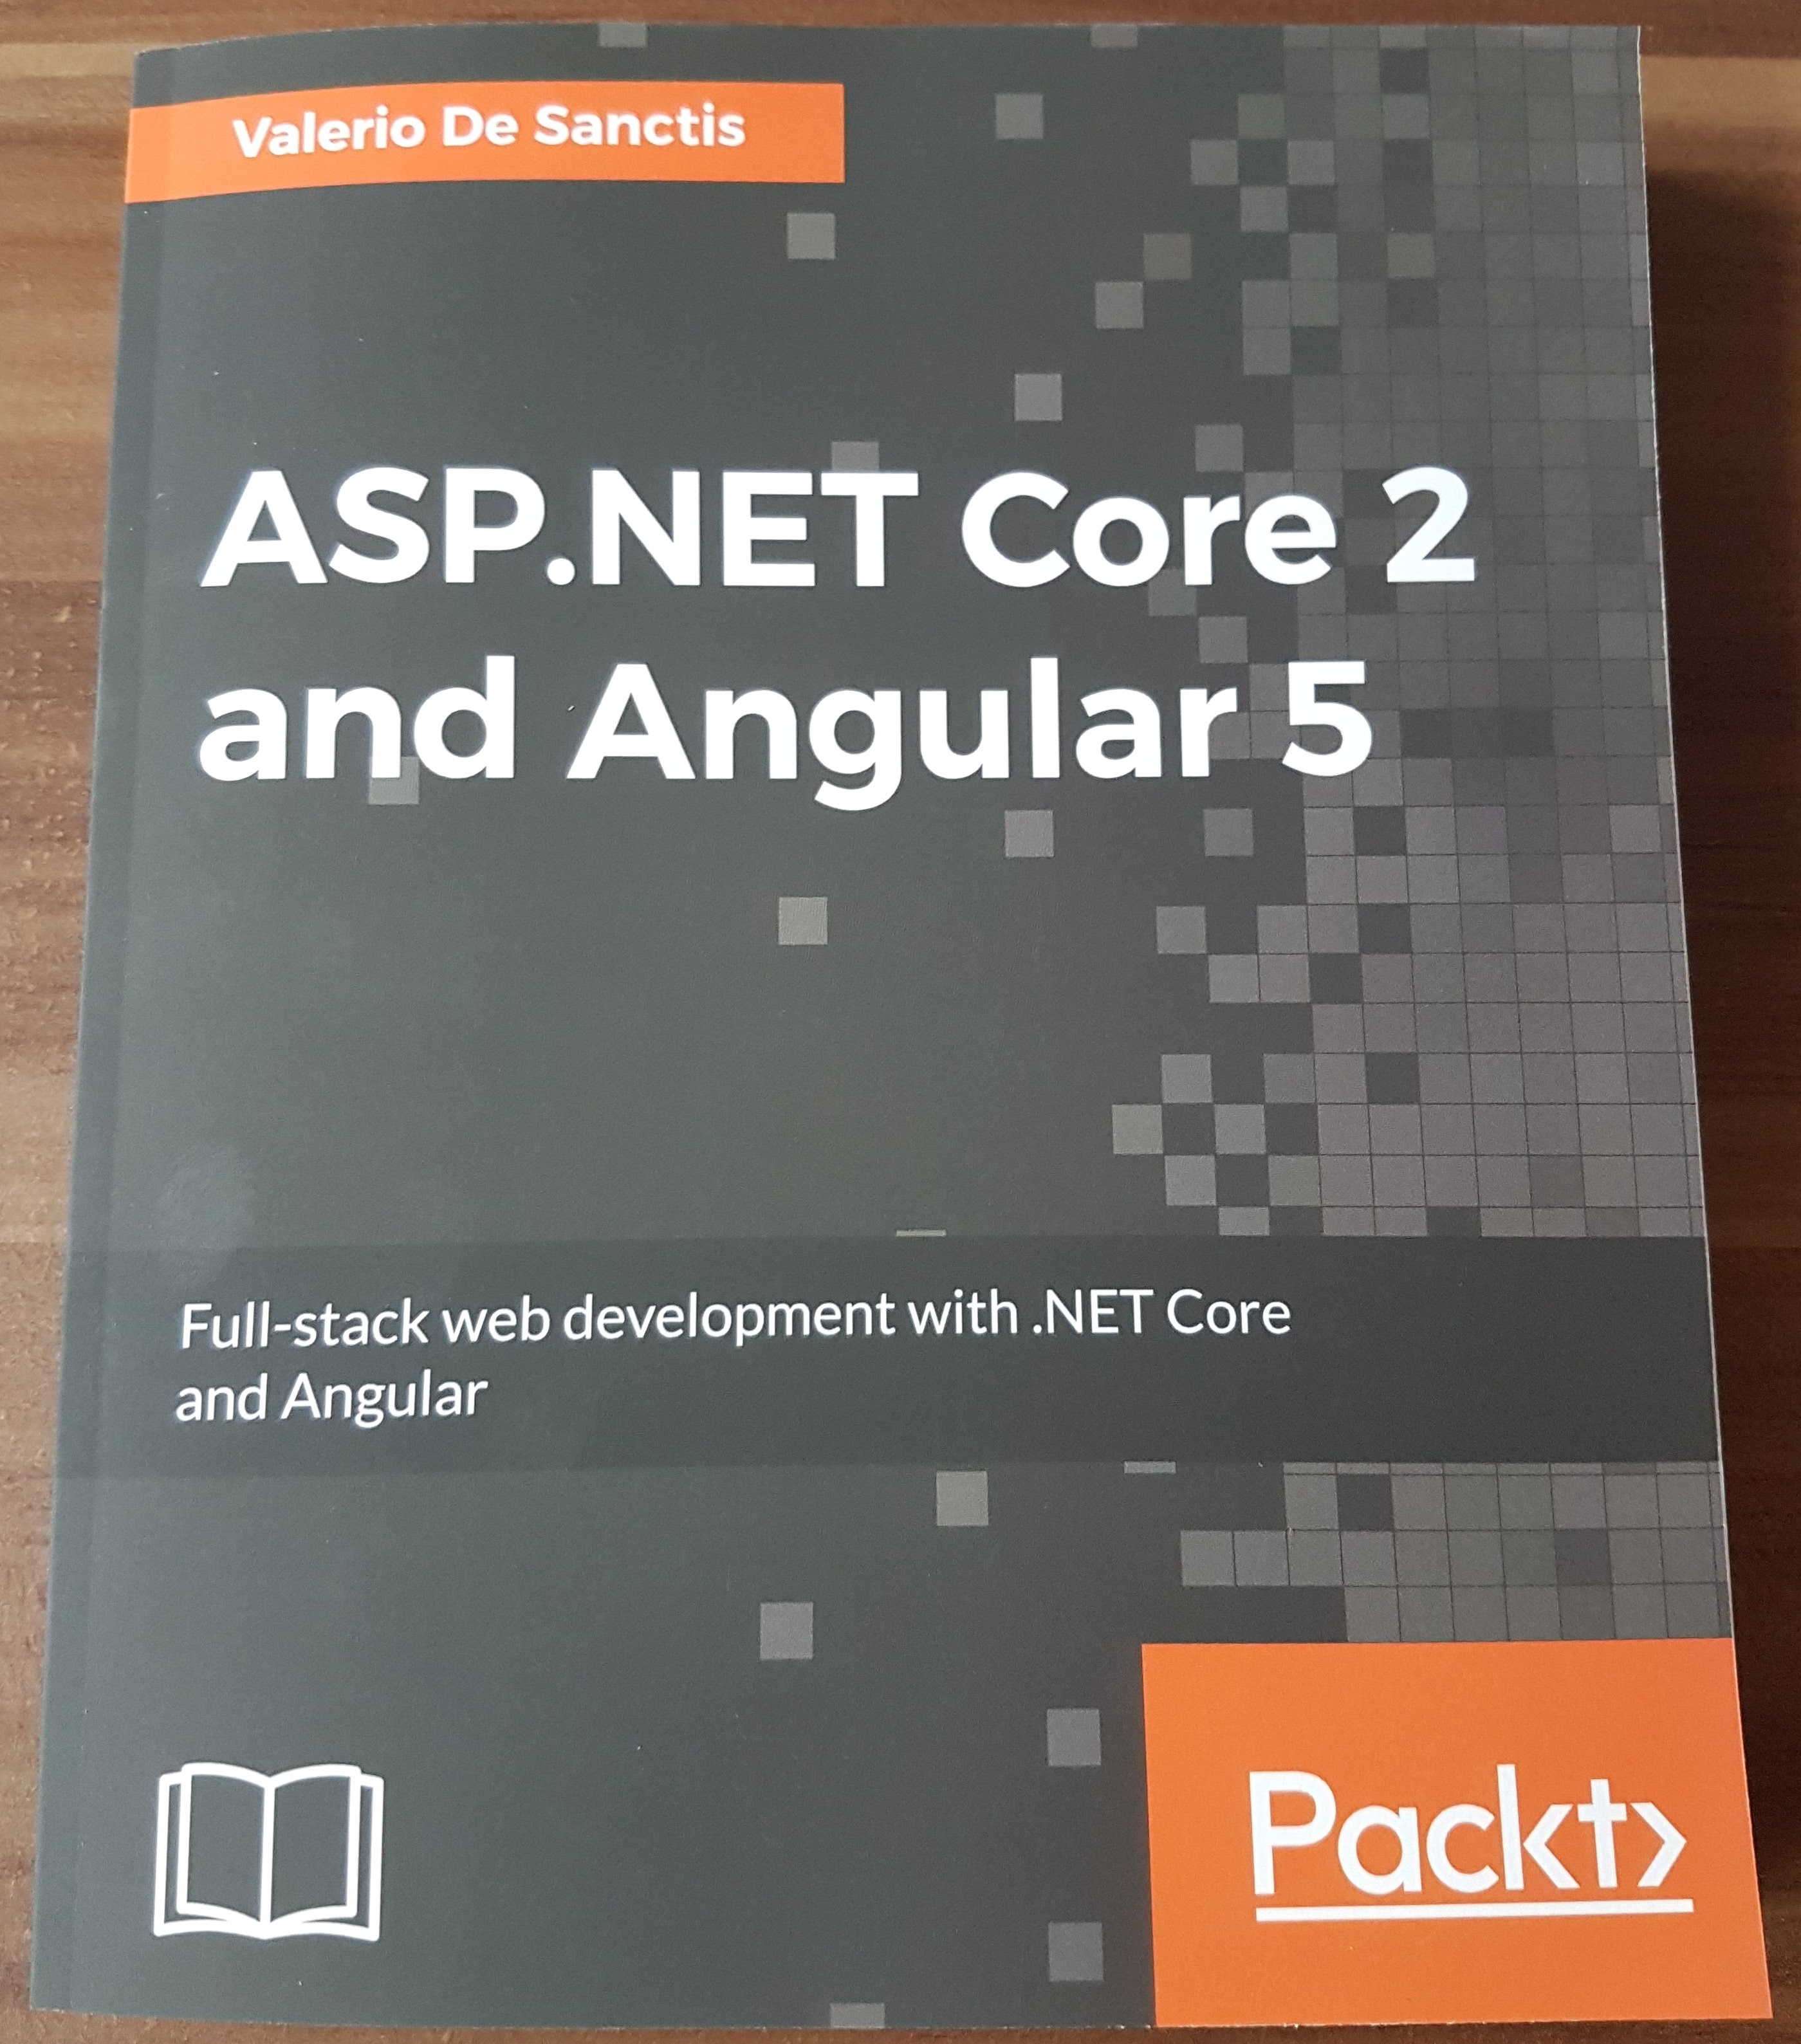 Valerio De Sanctis
ASP.NET Core 2
and Angular 5
Full-stack web development with .NET Core
and Angular
Packt>